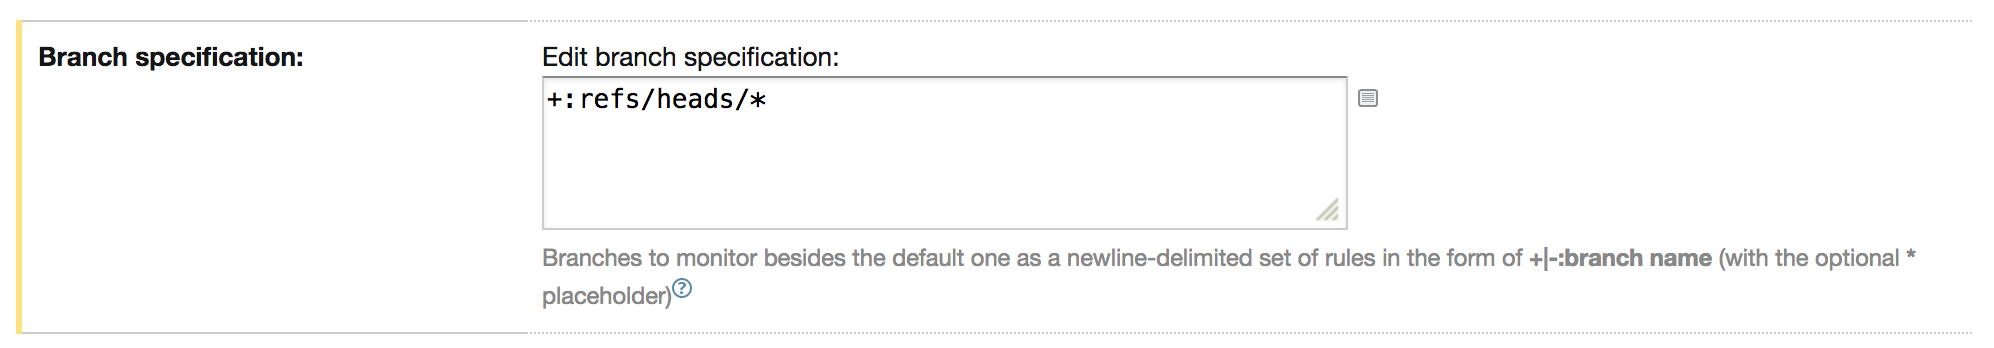 Branch specification:
Edit branch specification:
+:refs/heads/*
Branches to monitor besides the default one as a newline-delimited set of rules in the form of +|-:branch name (with the optional *
placeholder)?